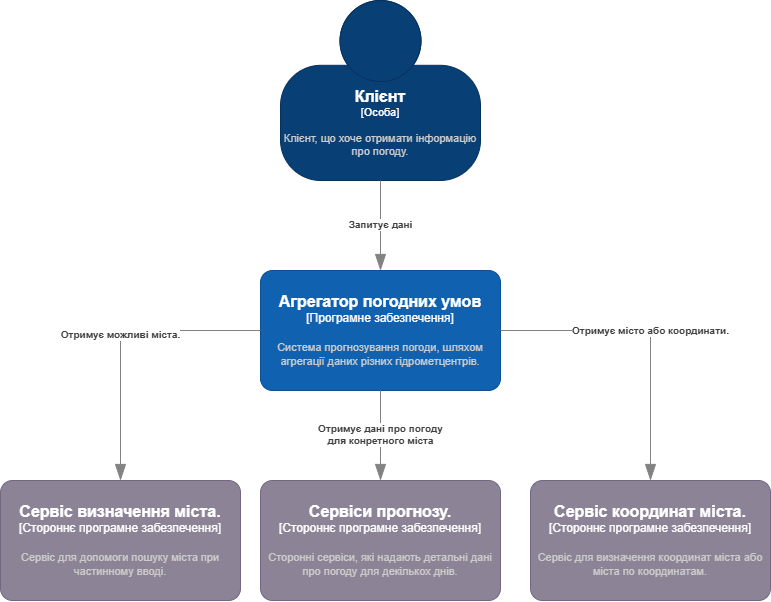 Клієнт
[Особа]
Клієнт, що хоче отримати інформацію
про погоду.
Запитує дані
Агрегатор погодних умов
[Програмне забезпечення]
Система прогнозування погоди, шляхом
агрегації даних різних гідрометцентрів.
Отримує можливі міста.
Отримує місто або координати.
Отримує дані про погоду
для конретного міста
Сервіс визначення міста.
[Стороннє програмне забезпечення]
Сервіс для допомоги пошуку міста при
частинному вводі.
Сервіси прогнозу.
[Стороннє програмне забезпечення]
Сторонні сервіси, які надають детальні дані
про погоду для декількох днів.
Сервіс координат міста.
[Стороннє програмне забезпечення]
Сервіс для визначення координат міста або
міста по координатам.